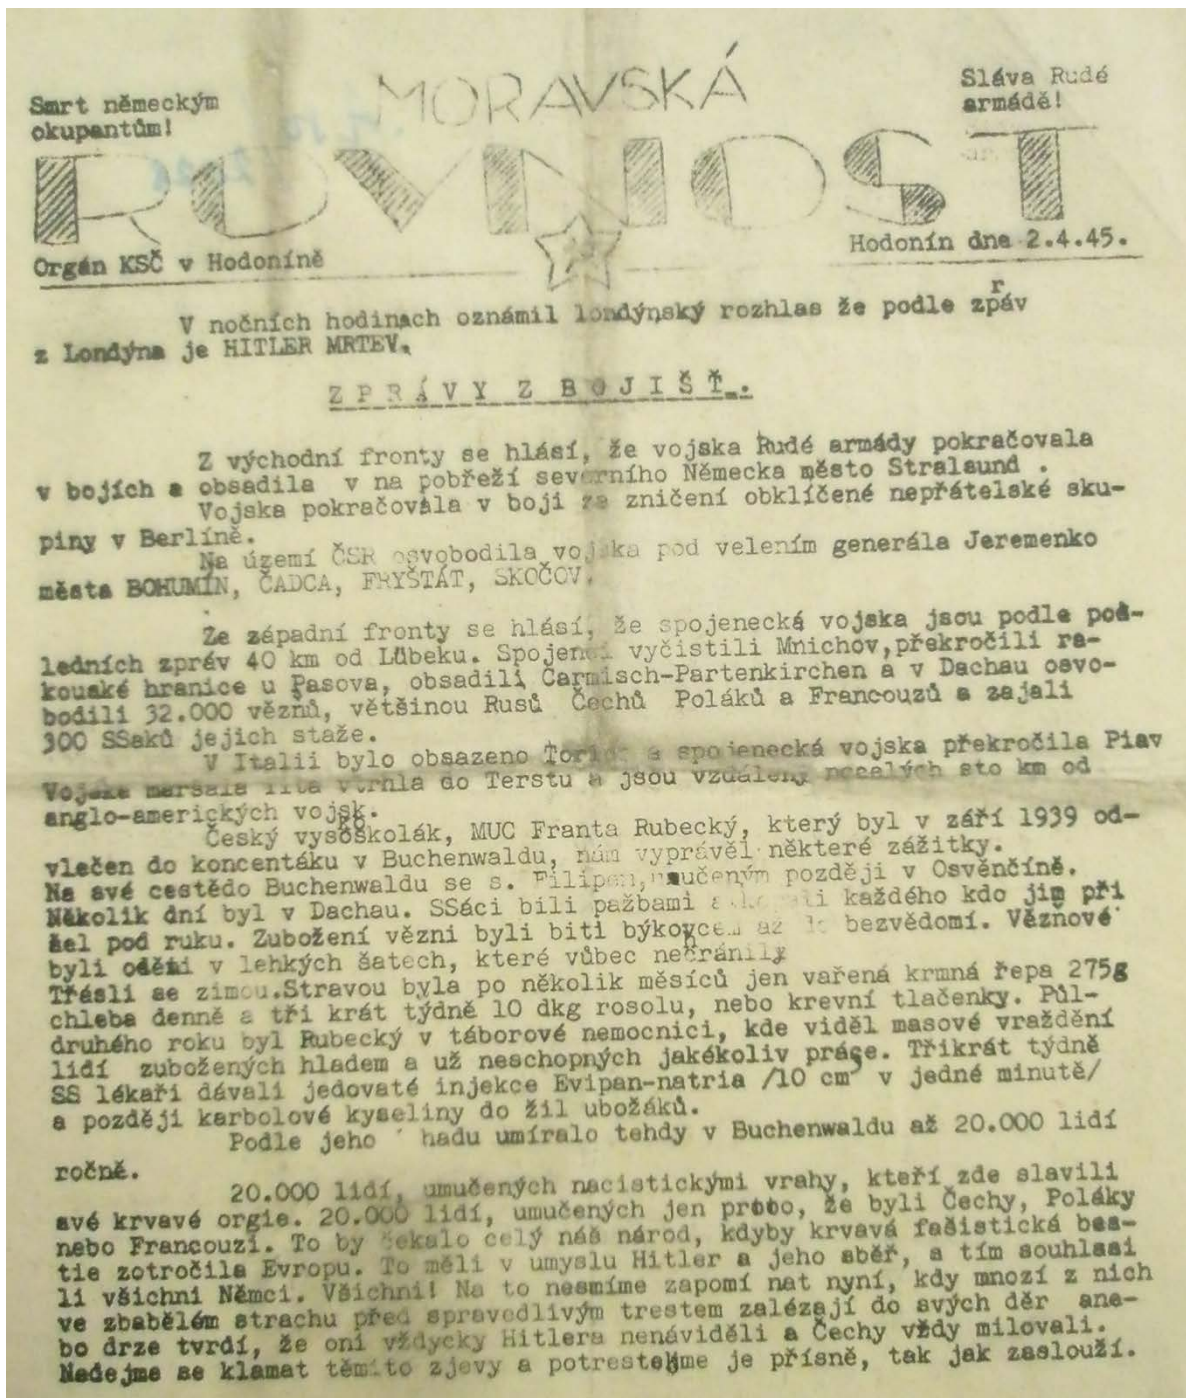 Smrt německým
okupantům!
MORAVSKÁ
Sláva Rudé
armádě!
ROVNOST
Orgán KSČ v Hodoníně
Hodonín dne 2.4.45.
V nočních hodinach oznámil londýnský rozhlas že podle zpráv
z Londýna je HITLER MRTEV.
ZPRÁVY Z BOJIŠŤ.
Z východní fronty se hlásí, že vojska Rudé armády pokračovala
v bojích a obsadila v na pobřeží severního Německa město Stralsund .
Vojska pokračovala v boji za zničení obklíčené nepřátelské sku-
piny v Berlíně.
Na území ČSR osvobodila vojska pod velením generála Jeremenko
města BOHUMÍN, ČADCA, FRYŠTÁT, SKOČOV.
Ze západní fronty se hlásí, že spojenecká vojska jsou podle pos-
ledních zpráv 40 km od Lübeku. Spojenci vyčistili Mnichov,překročili ra-
kouské hranice u Pasova, obsadili Carmisch-Partenkirchen a v Dachau osvo-
bodili 32.000 vězňů, většinou Rusů Čechů Poláků a Francouzů a zajali
300 SSaků jejich staže.
V Italii bylo obsazeno a spojenecká vojska překročila Piav
Vojska maršala Tita vtrhla do Terstu a jsou vzdáleny necelých sto km od
anglo-amerických vojsk.
Český vysoškolák, MUC Franta Rubecký, který byl v září 1939 od-
vlečen do koncentáku v Buchenwaldu, nám vyprávěl některé zážitky.
Na své cestědo Buchenwaldu se s. Filipem,umučeným později v Osvěnčíně.
Několik dní byl v Dachau. SSáci bili pažbami a každého kdo jim při
šel pod ruku. Zubožení vězni byli biti býkovcem až do bezvědomí. Vězňové
byli oděni v lehkých šatech, které vůbec nechránily
Třásli se zimou.Stravou byla po několik měsíců jen vařená krmná řepa 275g
chleba denně a tři krát týdně 10 dkg rosolu, nebo krevní tlačenky. Půl-
druhého roku byl Rubecký v táborové nemocnici, kde viděl masové vraždění
lidí zubožených hladem a už neschopných jakékoliv práce. Třikrát týdně
SS lékaři dávali jedovaté injekce Evipan-natria /10 cm³ v jedné minutě/
a později karbolové kyseliny do žil ubožáků.
Podle jeho hadu umíralo tehdy v Buchenwaldu až 20.000 lidí
ročně.
20.000 lidí, umučených nacistickými vrahy, kteří zde slavili
své krvavé orgie. 20.000 lidí, umučených jen proto, že byli Čechy, Poláky
nebo Francouzi. To by čekalo celý náš národ, kdyby krvavá fašistická bes-
tie zotročila Evropu. To měli v umyslu Hitler a jeho sběř, a tím souhlasi
li všichni Němci. Všichni! Na to nesmíme zapomí nat nyní, kdy mnozí z nich
ve zbabělém strachu před spravedlivým trestem zalézají do svých děr ane-
bo drze tvrdí, že oni vždycky Hitlera nenáviděli a Čechy vždy milovali.
Nedejme se klamat těmito zjevy a potrestejme je přísně, tak jak zaslouží.